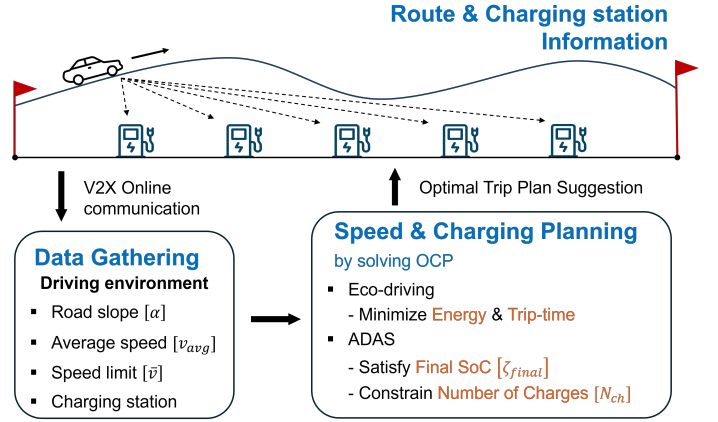 Route & Charging station
Information
V2X Online
communication
Optimal Trip Plan Suggestion
Data Gathering
Driving environment
▪ Road slope [α]
▪ Average speed [v_avg]
▪ Speed limit [v̄]
▪ Charging station
Speed & Charging Planning
by solving OCP
▪ Eco-driving
- Minimize Energy & Trip-time
▪ ADAS
- Satisfy Final SoC [ζ_final]
- Constrain Number of Charges [N_ch]